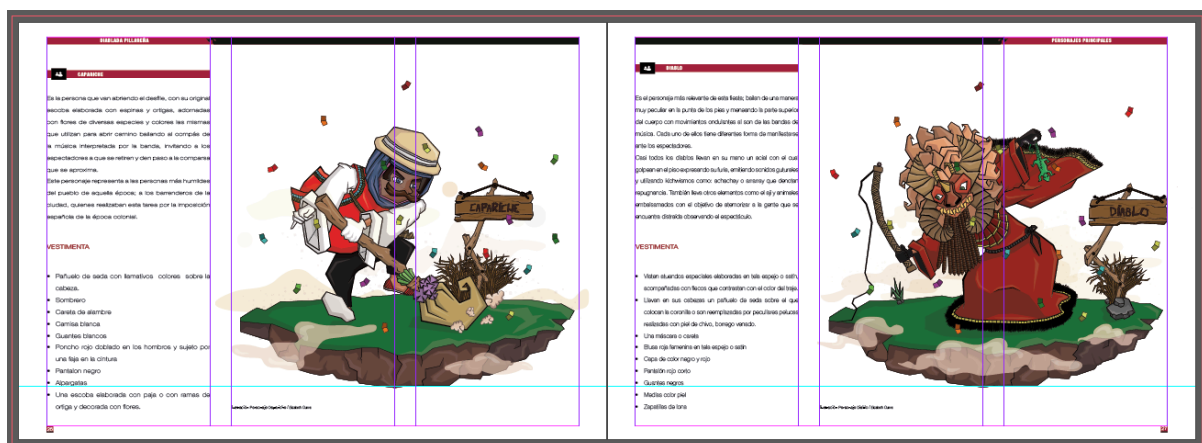 DIABLADA PILLAREÑA
CAPARICHE
Es la persona que van abriendo el desfile, con su original
escoba elaborada con espinas y ortigas, adornadas
con flores de diversas especies y colores las mismas
que utilizan para abrir camino bailando al compás de
la música interpretada por la banda, invitando a los
espectadores a que se retiren y den paso a la comparsa
que se aproxima.
Este personaje representa a las personas más humildes
del pueblo de aquella época; a los barrenderos de la
ciudad, quienes realizaban esta tarea por la imposición
española de la época colonial.
VESTIMENTA
• Pañuelo de seda con llamativos colores sobre la
cabeza.
• Sombrero
• Careta de alambre
• Camisa blanca
• Guantes blancos
• Poncho rojo doblado en los hombros y sujeto por
una faja en la cintura
• Pantalon negro
• Alpargatas
• Una escoba elaborada con paja o con ramas de
ortiga y decorada con flores.
CAPARICHE
PERSONAJES PRINCIPALES
DIABLO
Es el personaje más relevante de esta fiesta; bailan de una manera
muy peculiar en la punta de los pies y meneando la parte superior
del cuerpo con movimientos ondulantes al son de las bandas de
música. Cada uno de ellos tiene diferentes forma de manifestarse
ante los espectadores.
Casi todos los diablos llevan en su mano un acial con el cual
golpean en el piso expresando su furia, emitiendo sonidos guturales
y utilizando kichwismos como: achachay o ananay que denotan
repugnancia. También lleva otros elementos como el ají y animales
embalsamados con el objetivo de atemorizar a la gente que se
encuentra distraída observando el espectáculo.
VESTIMENTA
• Visten atuendos especiales elaboradas en tela espejo o satín,
acompañadas con flecos que contrastan con el color del traje.
• Llevan en sus cabezas un pañuelo de seda sobre el que
colocan la coronilla o son reemplazadas por peculiares pelucas
realizadas con piel de chivo, borrego venado.
• Una máscara o careta
• Blusa roja femenina en tela espejo o satín
• Capa de color negro y rojo
• Pantalón rojo corto
• Guantes negros
• Medias color piel
• Zapatillas de lona
DIABLO